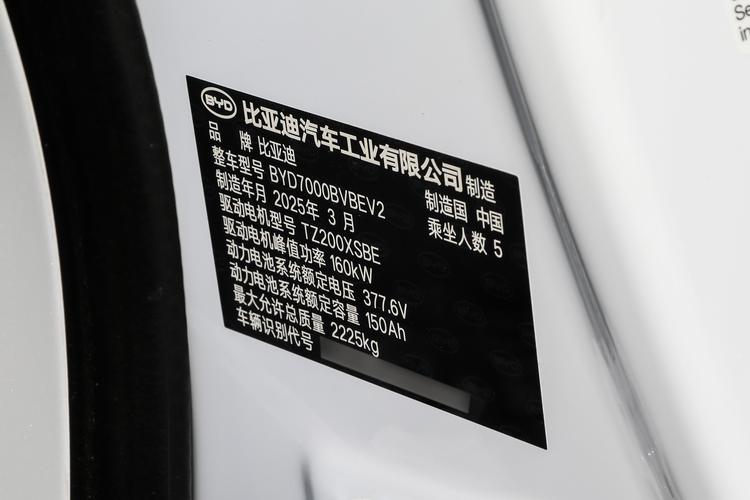 BYD 比亚迪汽车工业有限公司 制造
品 牌 比亚迪 制造国 中国
整车型号 BYD7000BVBEV2 乘坐人数 5
制造年月 2025年 3 月
驱动电机型号 TZ200XSBE
驱动电机峰值功率 160kW
动力电池系统额定电压 377.6V
动力电池系统额定容量 150Ah
最大允许总质量 2225kg
车辆识别代号